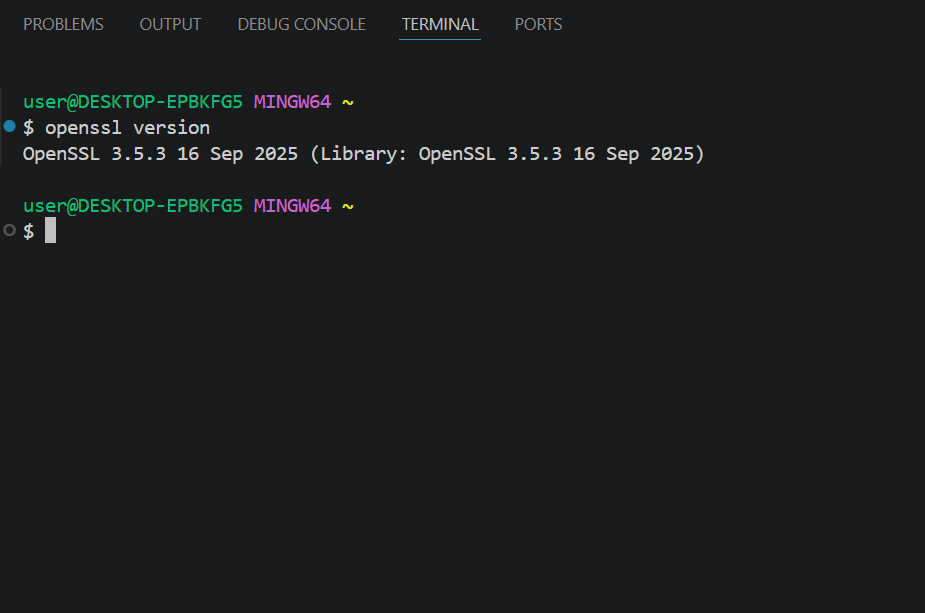 PROBLEMS OUTPUT DEBUG CONSOLE TERMINAL PORTS
user@DESKTOP-EPBKFG5 MINGW64 ~
$ openssl version
OpenSSL 3.5.3 16 Sep 2025 (Library: OpenSSL 3.5.3 16 Sep 2025)
user@DESKTOP-EPBKFG5 MINGW64 ~
$